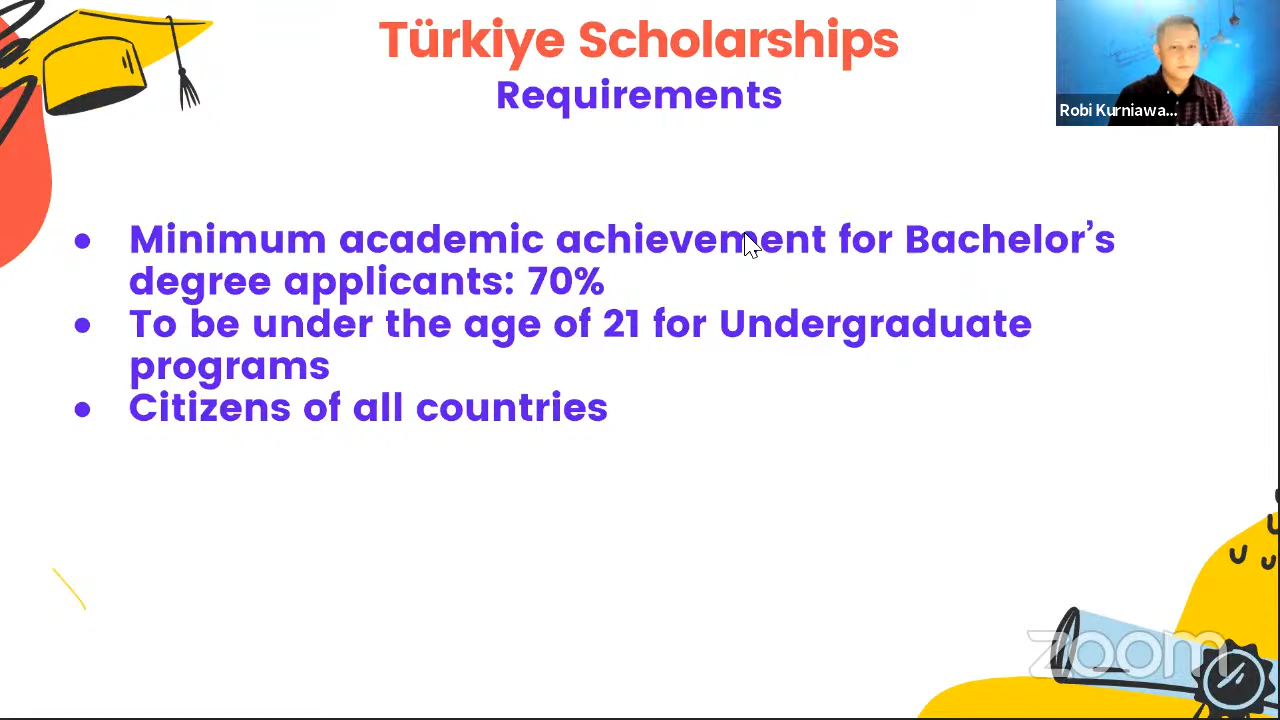 Türkiye Scholarships
Requirements
Robi Kurniawa...
• Minimum academic achievement for Bachelor's
degree applicants: 70%
• To be under the age of 21 for Undergraduate
programs
• Citizens of all countries
zoom